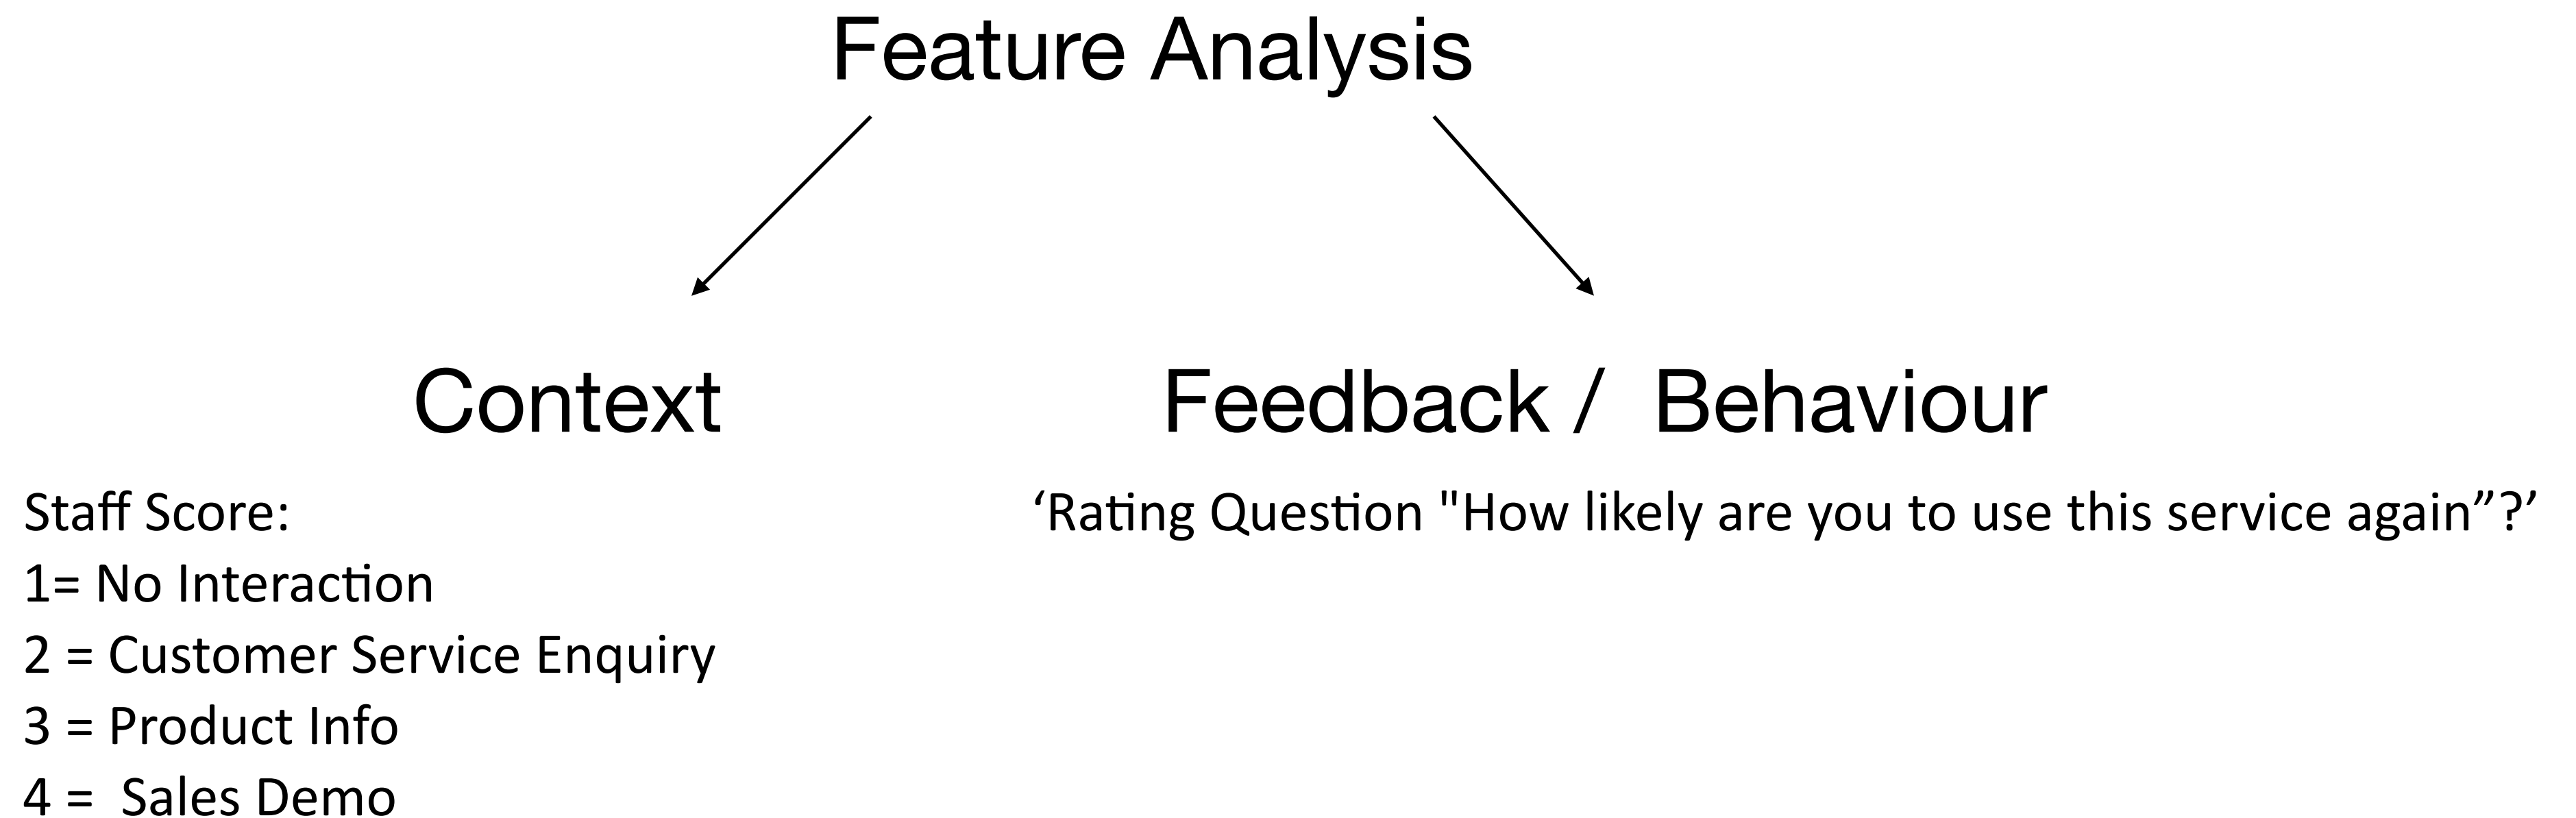 Feature Analysis
Context
Feedback /  Behaviour
Staff Score:
1= No Interaction
2 = Customer Service Enquiry
3 = Product Info
4 =  Sales Demo
‘Rating Question "How likely are you to use this service again”?’